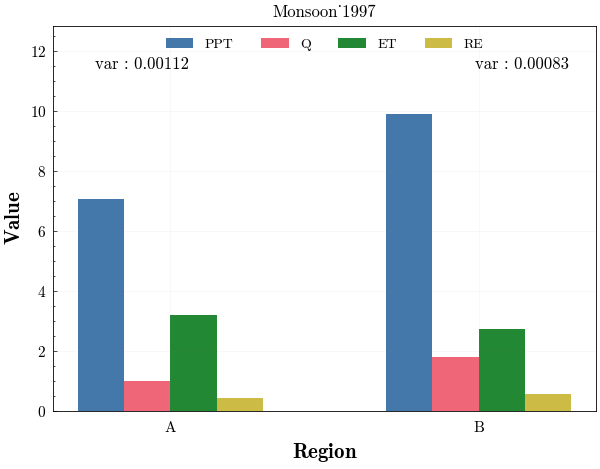 Monsoon˙1997
PPT Q ET RE
var : 0.00112
var : 0.00083
12
10
8
6
4
2
0
Value
A
B
Region